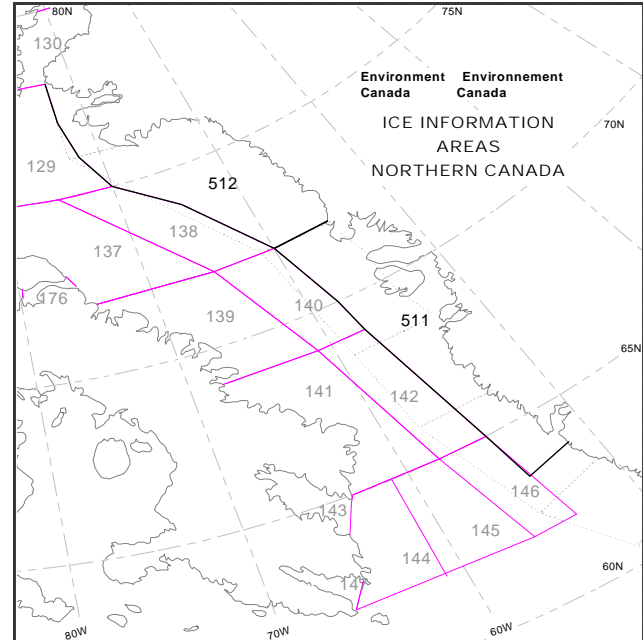 80N
75N
130
Environment Environnement
Canada Canada
ICE INFORMATION
AREAS
NORTHERN CANADA
70N
129
512
138
137
176
140
139
511
65N
141
142
146
143
145
144
60N
80W
70W
60W